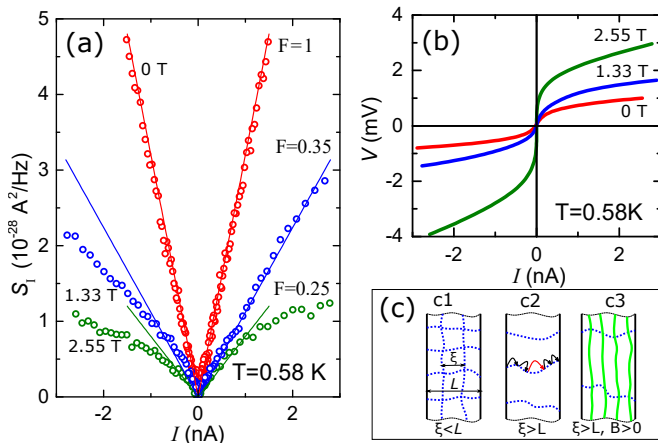 (a)
0 T
F=1
F=0.35
F=0.25
1.33 T
2.55 T
T=0.58 K
S_I (10^-28 A^2/Hz)
5
4
3
2
1
0
-2
0
2
I (nA)
(b)
2.55 T
1.33 T
0 T
T=0.58K
V (mV)
4
2
0
-2
-4
-2
0
2
I (nA)
(c)
c1
c2
c3
ξ
L
ξ<L
ξ>L
ξ>L, B>0